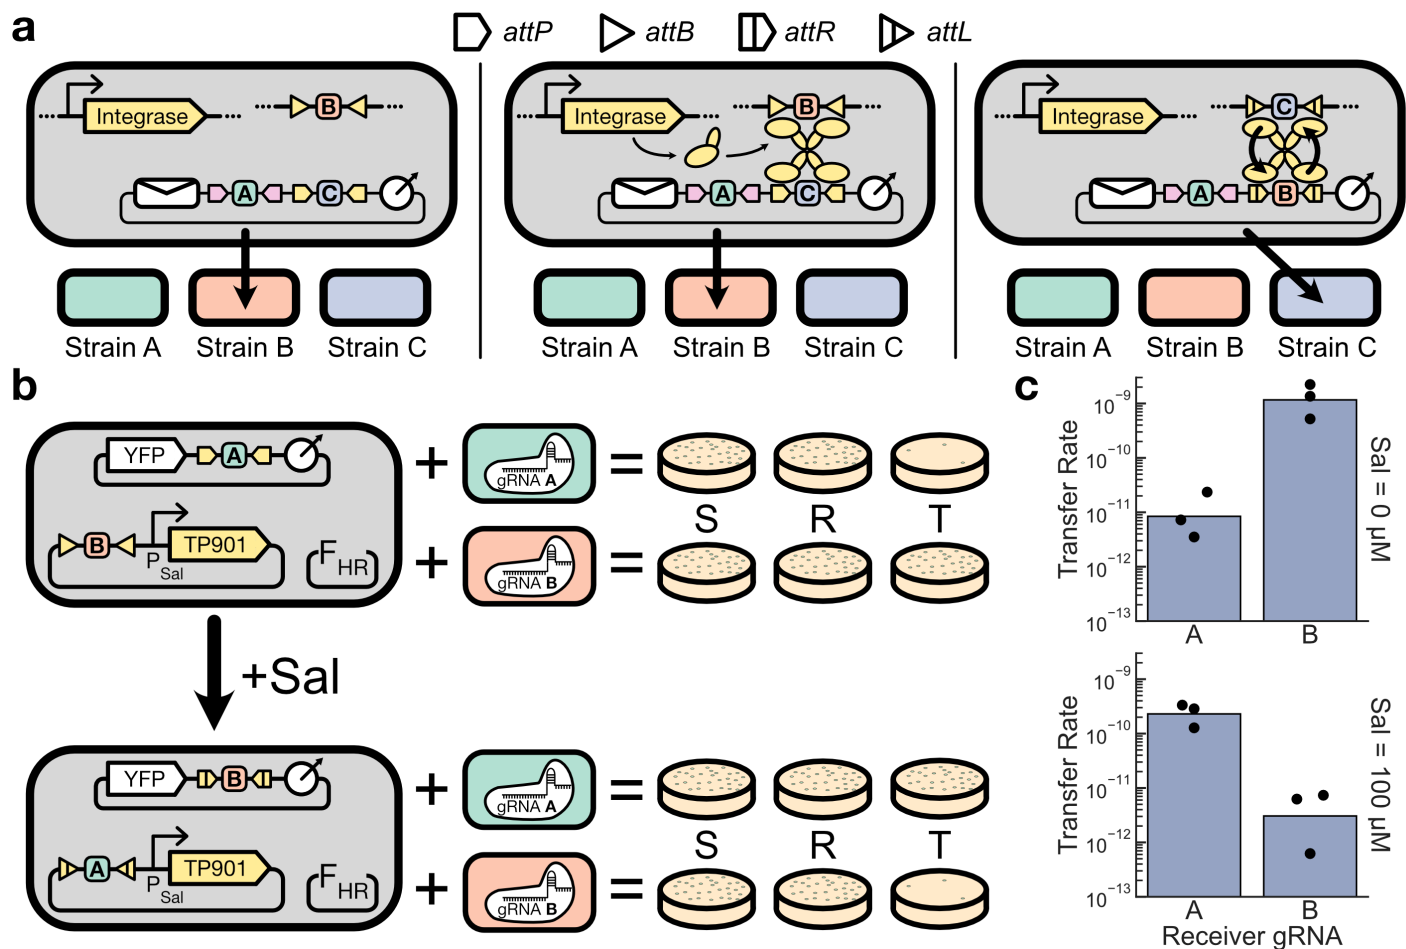 a
attP attB attR attL
Integrase B
A C
Strain A Strain B Strain C
Integrase B
A C
Strain A Strain B Strain C
Integrase C
A B
Strain A Strain B Strain C
b
YFP A
B PSal TP901 FHR
+ gRNA A =
S R T
+ gRNA B =
+Sal
YFP B
A PSal TP901 FHR
+ gRNA A =
S R T
+ gRNA B =
c
Transfer Rate
10−9
10−10
10−11
10−12
10−13
A B
Sal = 0 μM
Transfer Rate
10−9
10−10
10−11
10−12
10−13
A B
Sal = 100 μM
Receiver gRNA